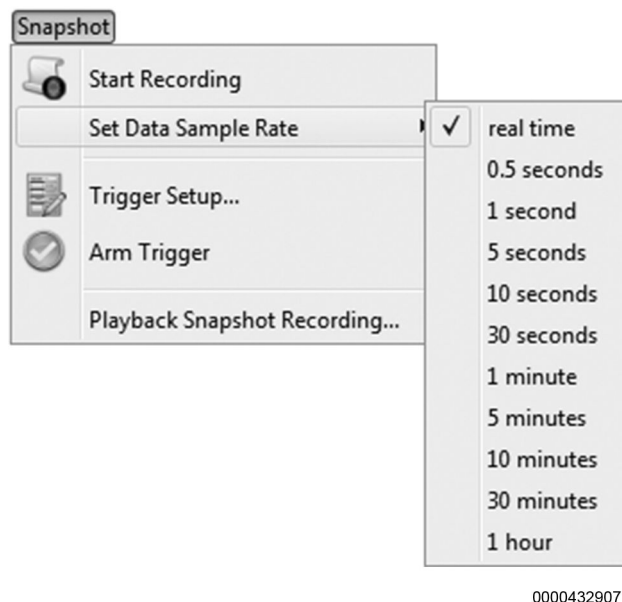 Snapshot
Start Recording
Set Data Sample Rate
Trigger Setup...
Arm Trigger
Playback Snapshot Recording...
real time
0.5 seconds
1 second
5 seconds
10 seconds
30 seconds
1 minute
5 minutes
10 minutes
30 minutes
1 hour
0000432907